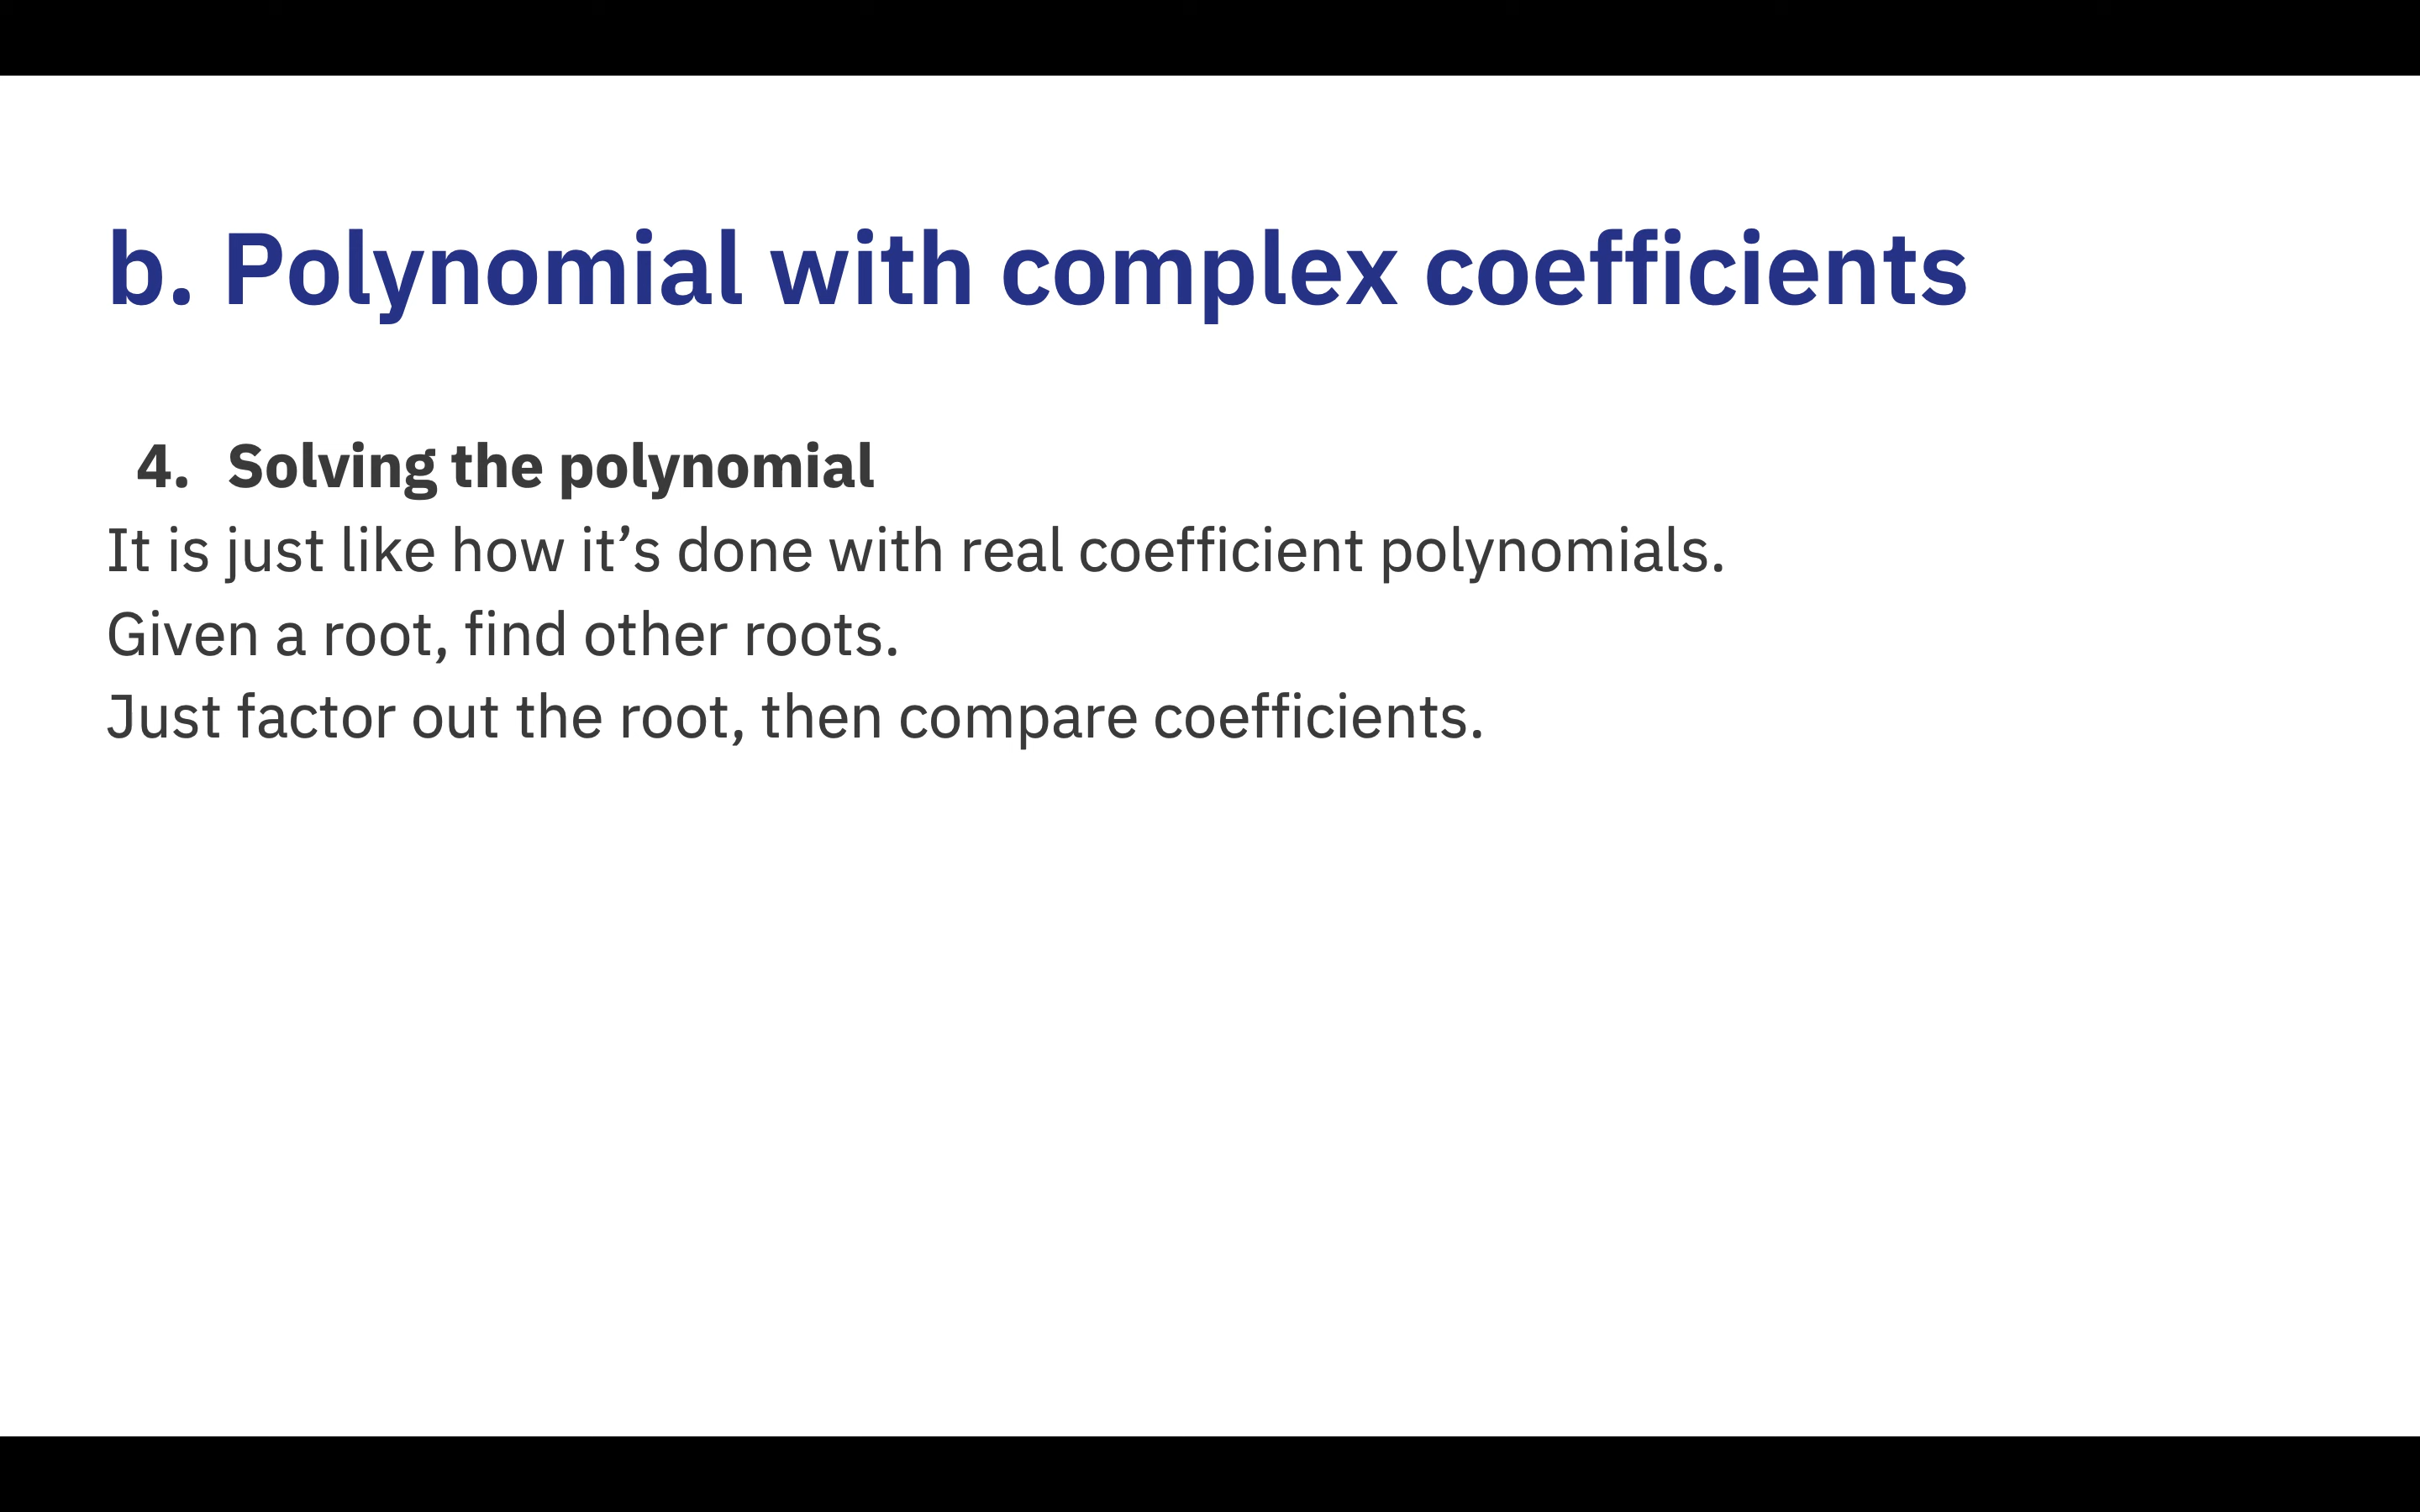 b. Polynomial with complex coefficients
4. Solving the polynomial
It is just like how it’s done with real coefficient polynomials.
Given a root, find other roots.
Just factor out the root, then compare coefficients.